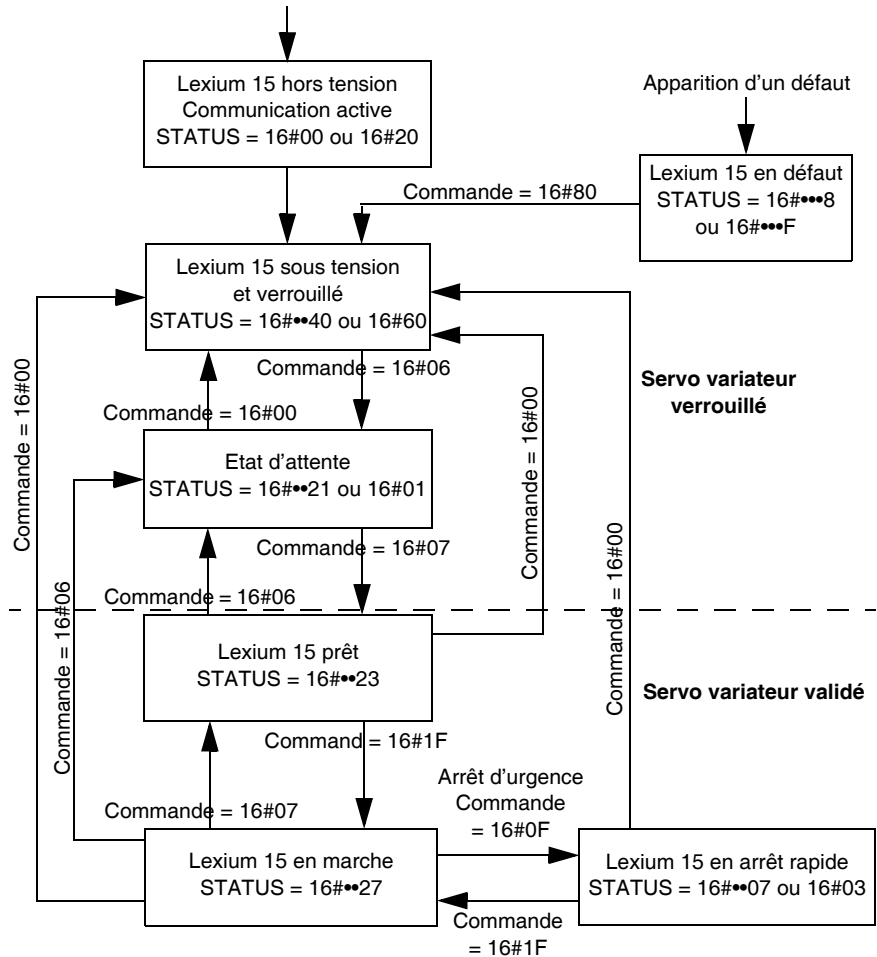 Lexium 15 hors tension
Communication active
STATUS = 16#00 ou 16#20
Apparition d'un défaut
Lexium 15 en défaut
STATUS = 16#•••8
ou 16#•••F
Commande = 16#80
Lexium 15 sous tension
et verrouillé
STATUS = 16#••40 ou 16#60
Commande = 16#06
Commande = 16#00
Servo variateur
verrouillé
Commande = 16#00
Commande = 16#00
Etat d'attente
STATUS = 16#••21 ou 16#01
Commande = 16#07
Commande = 16#06
Commande = 16#06
Commande = 16#00
Lexium 15 prêt
STATUS = 16#••23
Servo variateur validé
Command = 16#1F
Commande = 16#07
Arrêt d'urgence
Commande
= 16#0F
Lexium 15 en marche
STATUS = 16#••27
Lexium 15 en arrêt rapide
STATUS = 16#••07 ou 16#03
Commande
= 16#1F